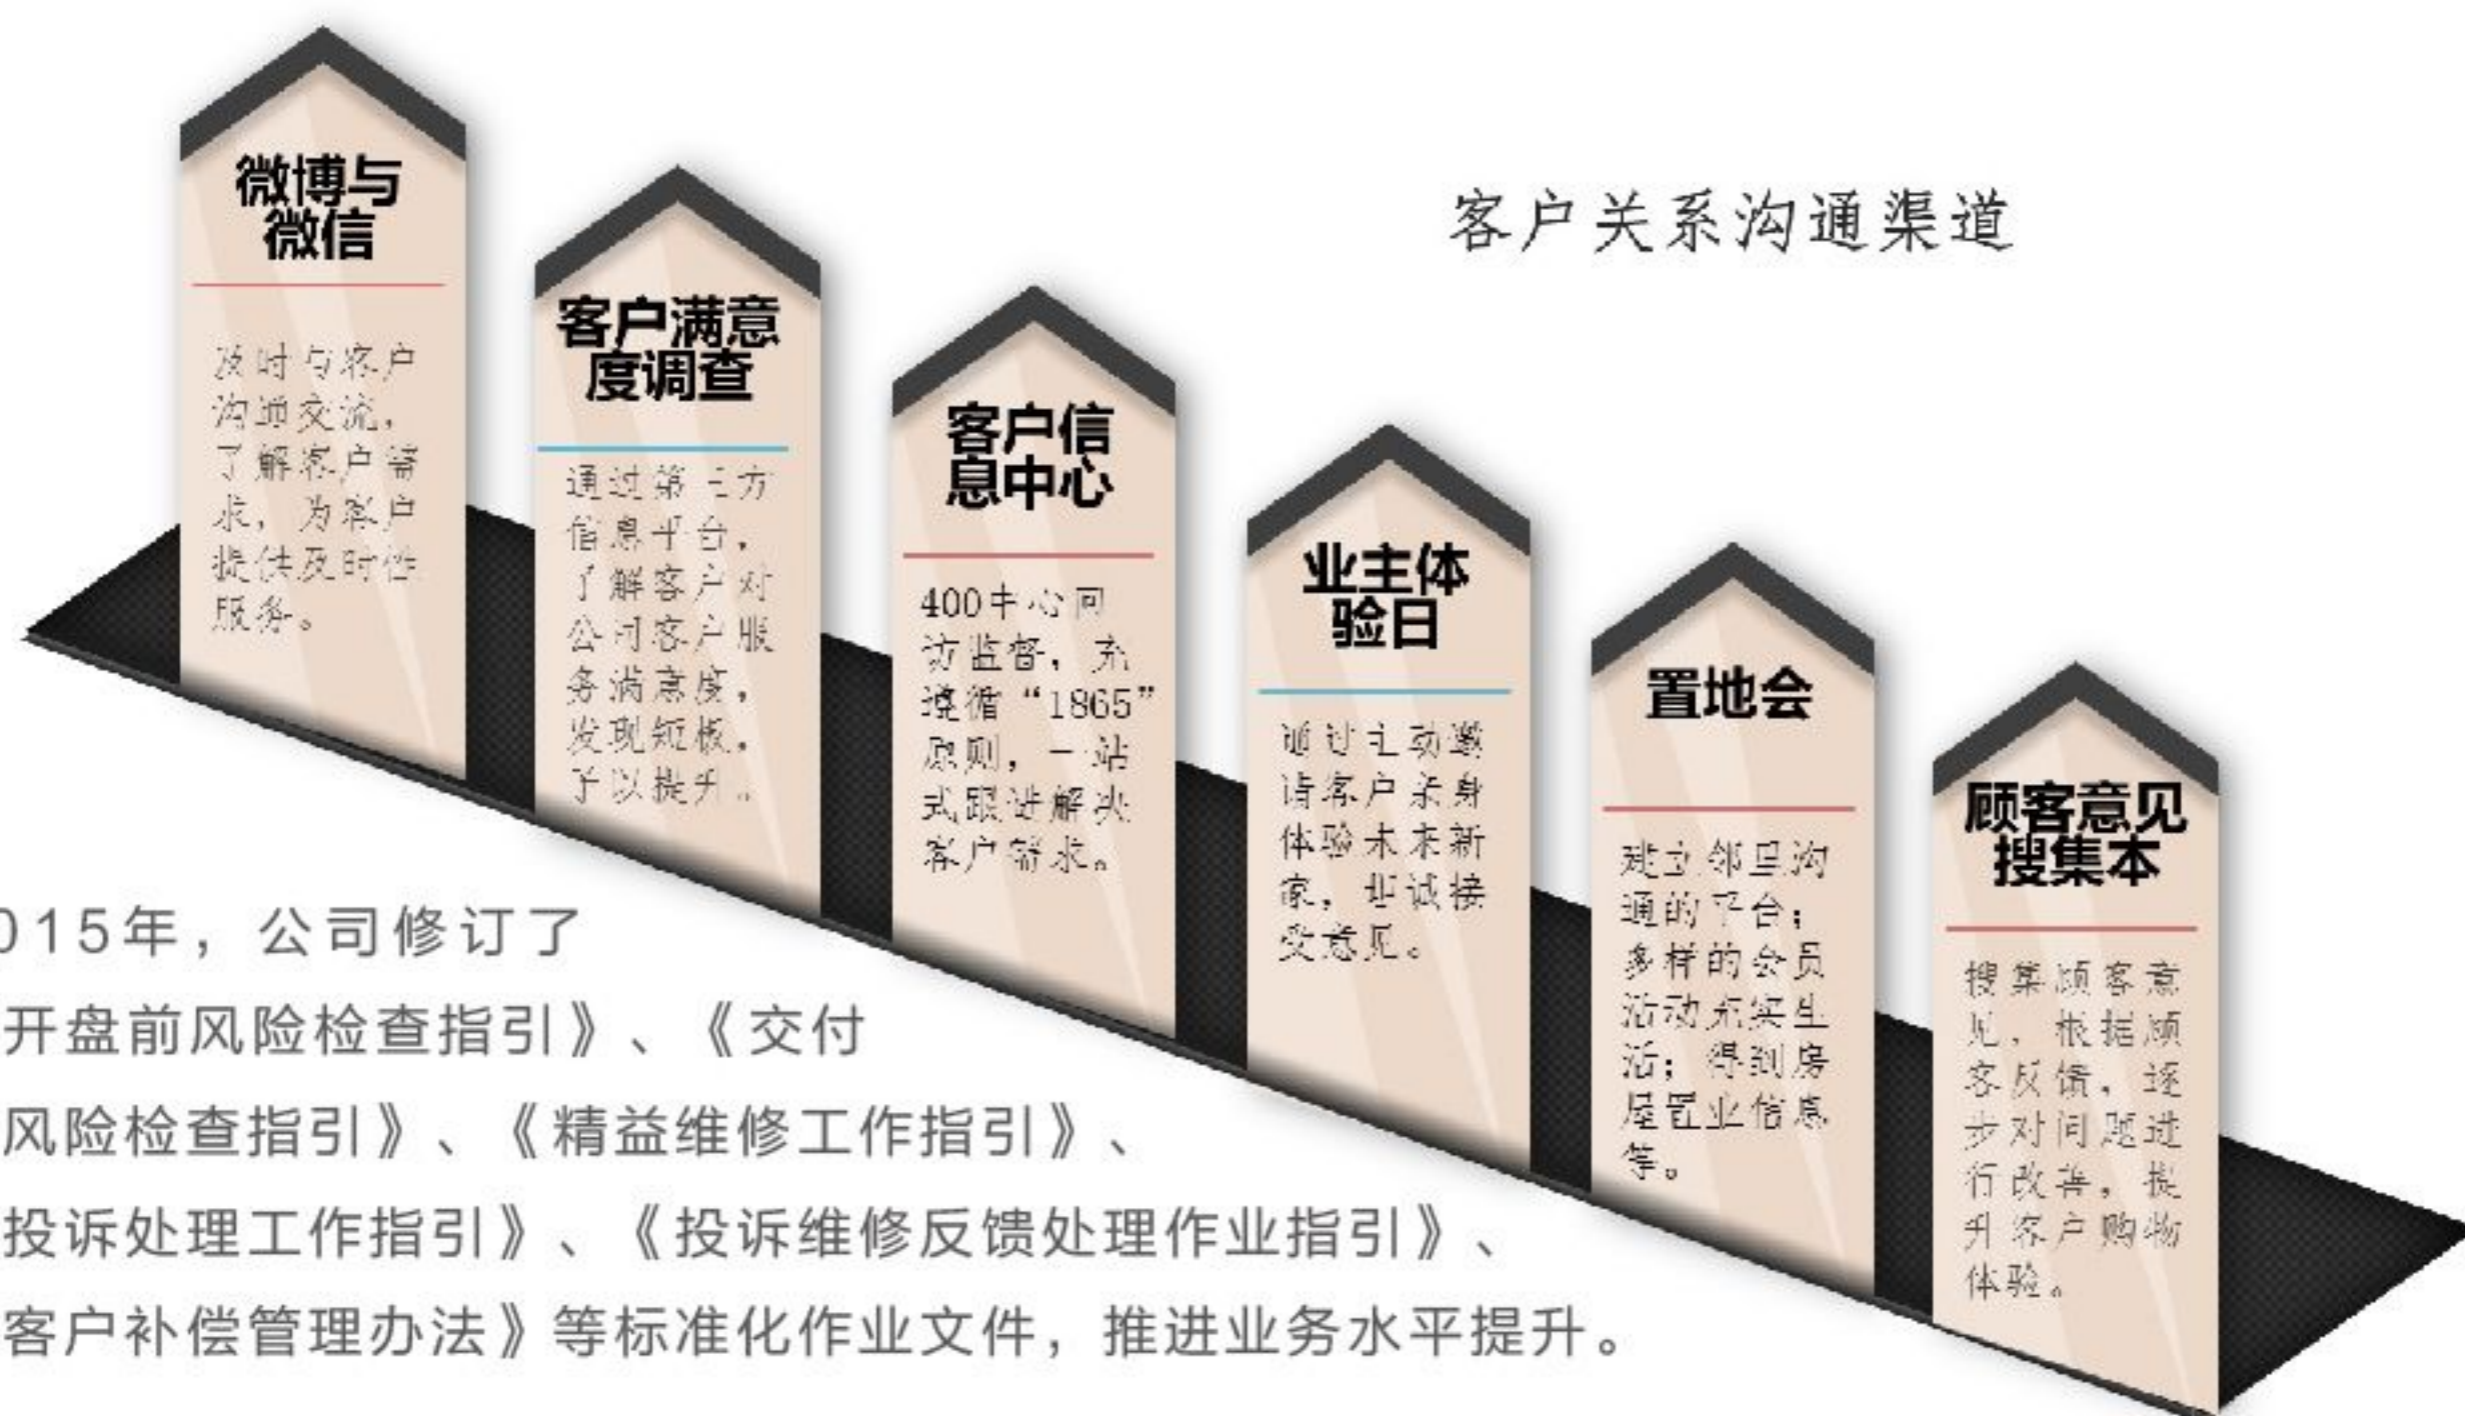 微博与
微信
及时与客户
沟通交流，
了解客户需
求，为客户
提供及时性
服务。
客户满意
度调查
通过第三方
信息平台，
了解客户对
公司客户服
务满意度，
发现短板，
予以提升。
客户信
息中心
400中心回
访监督，充
遵循“1865”
原则，一站
式跟进解决
客户需求。
业主体
验日
通过主动邀
请客户亲身
体验未来新
家，坦诚接
受意见。
置地会
建立邻里沟
通的平台；
多样的会员
活动充实生
活；得到房
屋置业信息
等。
顾客意见
搜集本
搜集顾客意
见，根据顾
客反馈，逐
步对问题进
行改善，提
升客户购物
体验。
客户关系沟通渠道
015年，公司修订了
开盘前风险检查指引》、《交付
风险检查指引》、《精益维修工作指引》、
投诉处理工作指引》、《投诉维修反馈处理作业指引》、
客户补偿管理办法》等标准化作业文件，推进业务水平提升。